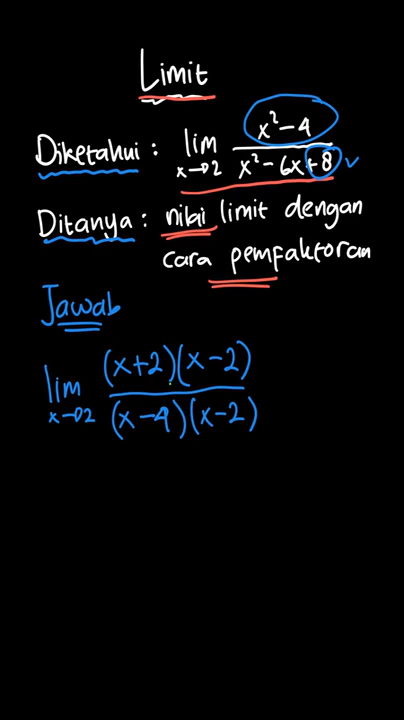 Limit
Diketahui : lim x→2 (x² − 4)/(x² − 6x + 8)
Ditanya : nilai limit dengan
cara pemfaktoran
Jawab
lim x→2 (x+2)(x−2)/(x−4)(x−2)